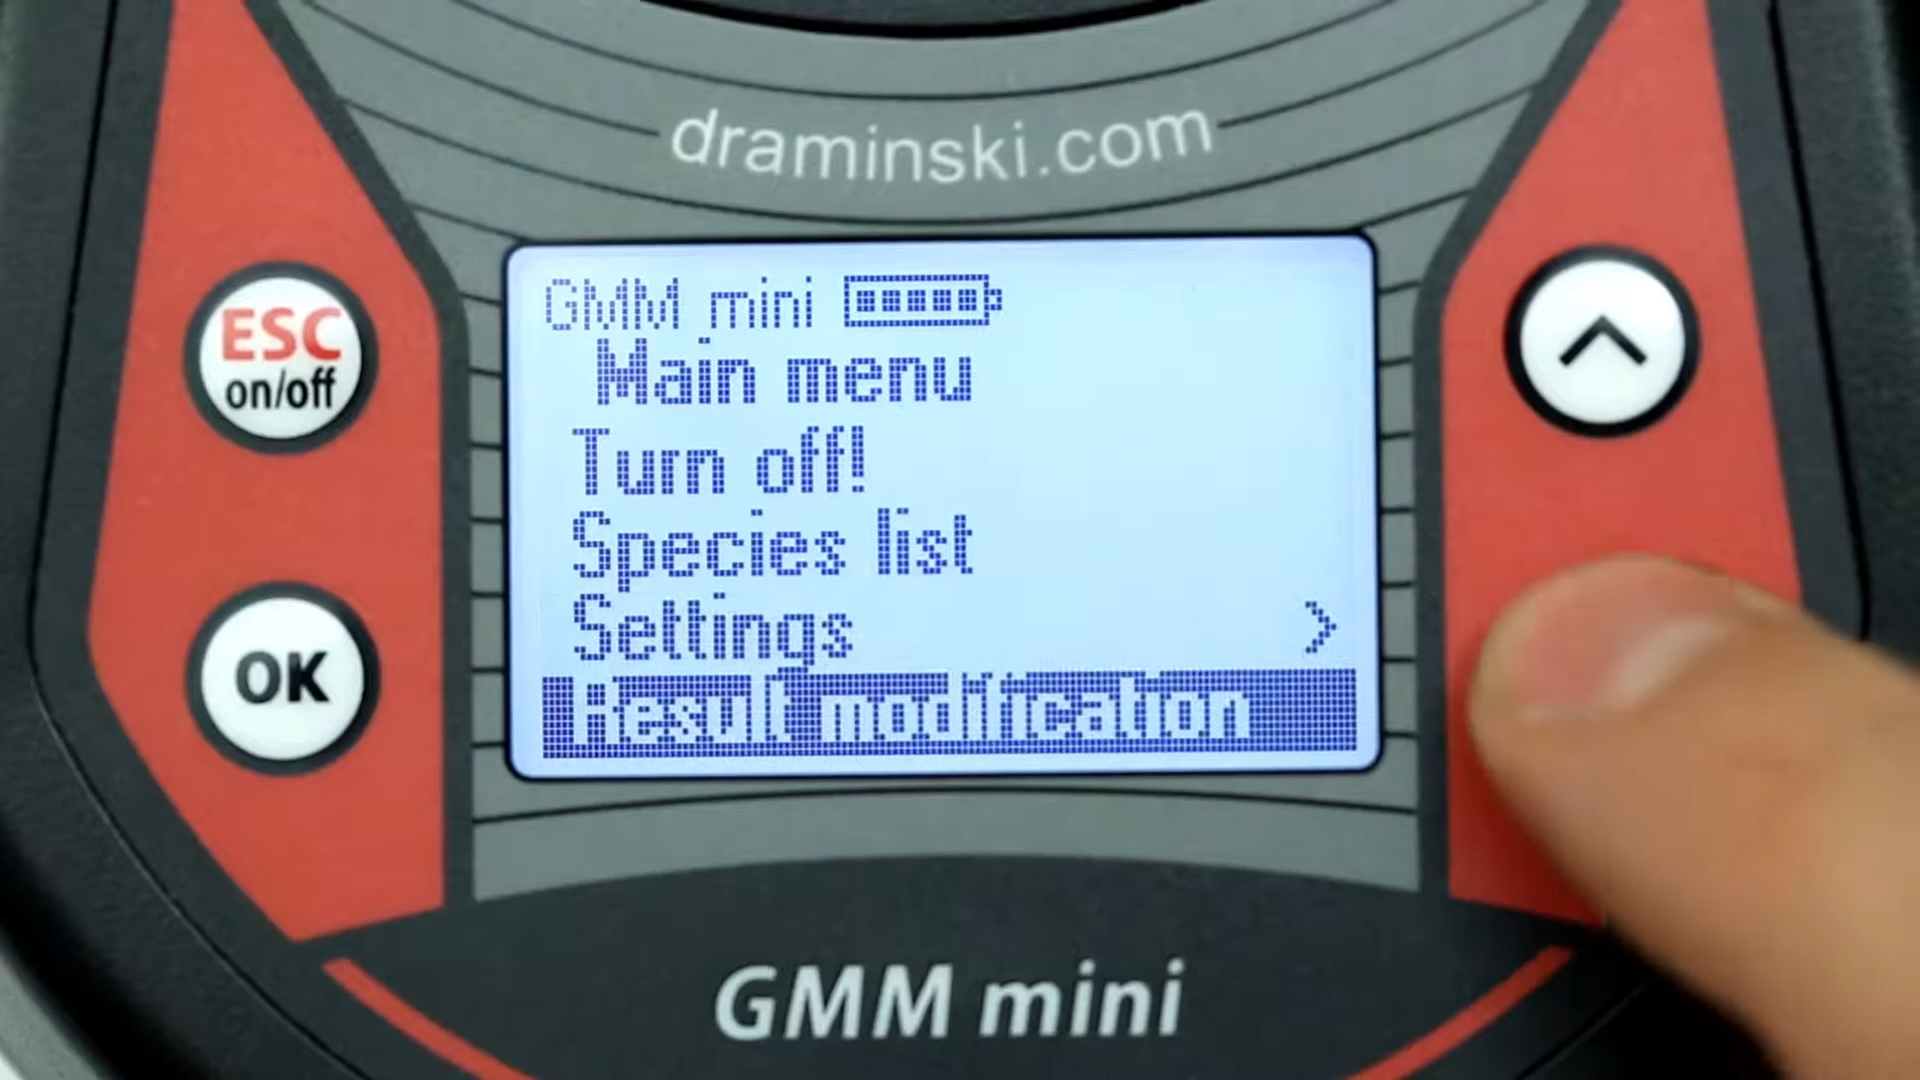 draminski.com
GMM mini
Main menu
Turn off!
Species list
Settings >
Result modification
ESC
on/off
OK
GMM mini